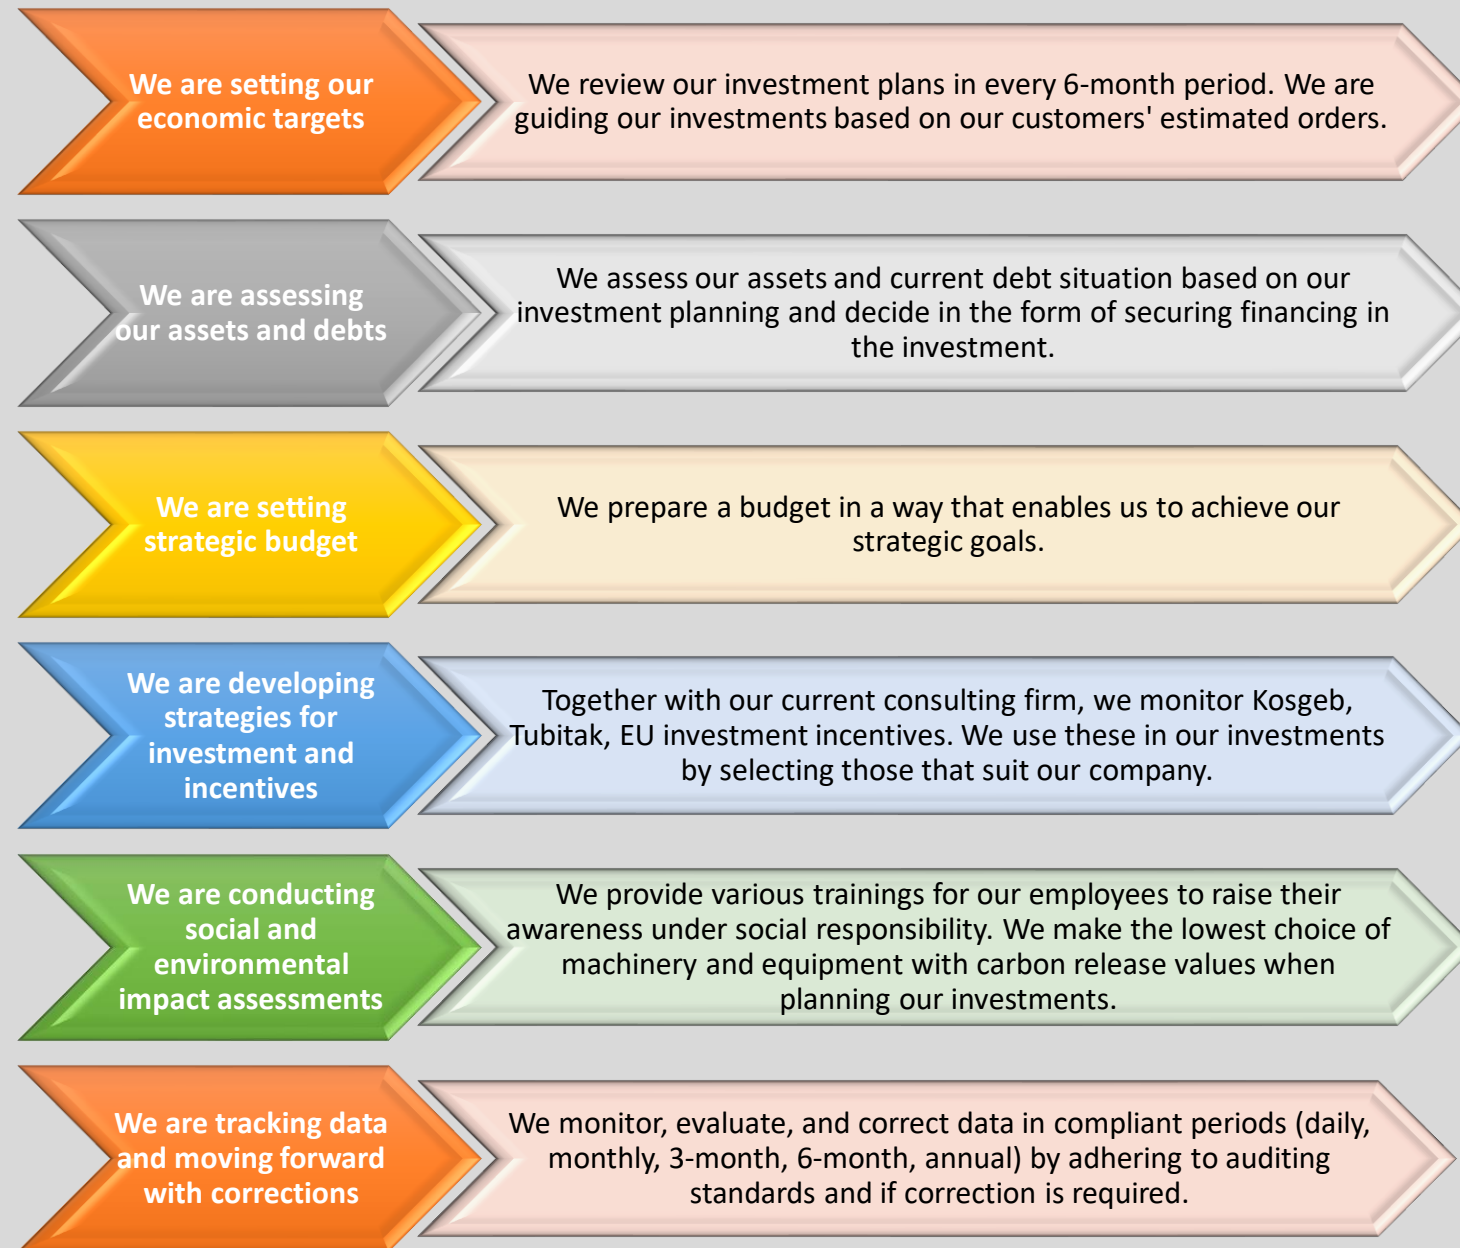 We are setting our
economic targets
We review our investment plans in every 6-month period. We are
guiding our investments based on our customers' estimated orders.
We are assessing
our assets and debts
We assess our assets and current debt situation based on our
investment planning and decide in the form of securing financing in
the investment.
We are setting
strategic budget
We prepare a budget in a way that enables us to achieve our
strategic goals.
We are developing
strategies for
investment and
incentives
Together with our current consulting firm, we monitor Kosgeb,
Tubitak, EU investment incentives. We use these in our investments
by selecting those that suit our company.
We are conducting
social and
environmental
impact assessments
We provide various trainings for our employees to raise their
awareness under social responsibility. We make the lowest choice of
machinery and equipment with carbon release values when
planning our investments.
We are tracking data
and moving forward
with corrections
We monitor, evaluate, and correct data in compliant periods (daily,
monthly, 3-month, 6-month, annual) by adhering to auditing
standards and if correction is required.